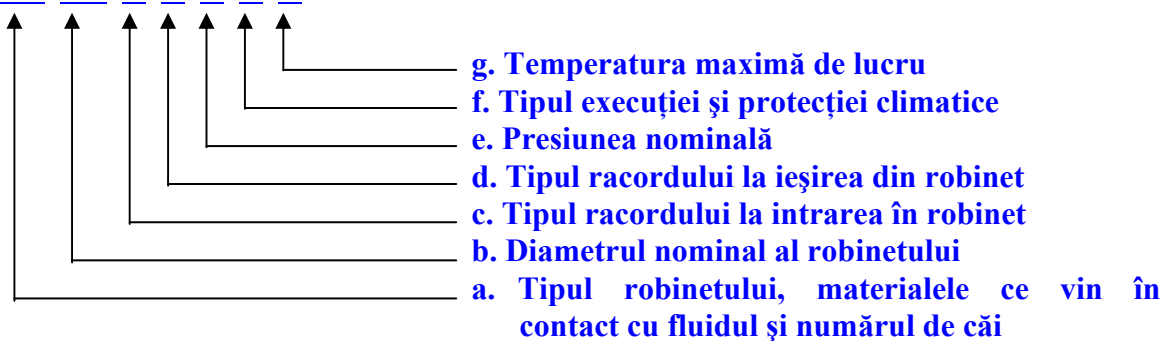 g. Temperatura maximă de lucru
f. Tipul execuţiei şi protecţiei climatice
e. Presiunea nominală
d. Tipul racordului la ieşirea din robinet
c. Tipul racordului la intrarea în robinet
b. Diametrul nominal al robinetului
a. Tipul robinetului, materialele ce vin în
contact cu fluidul şi numărul de căi